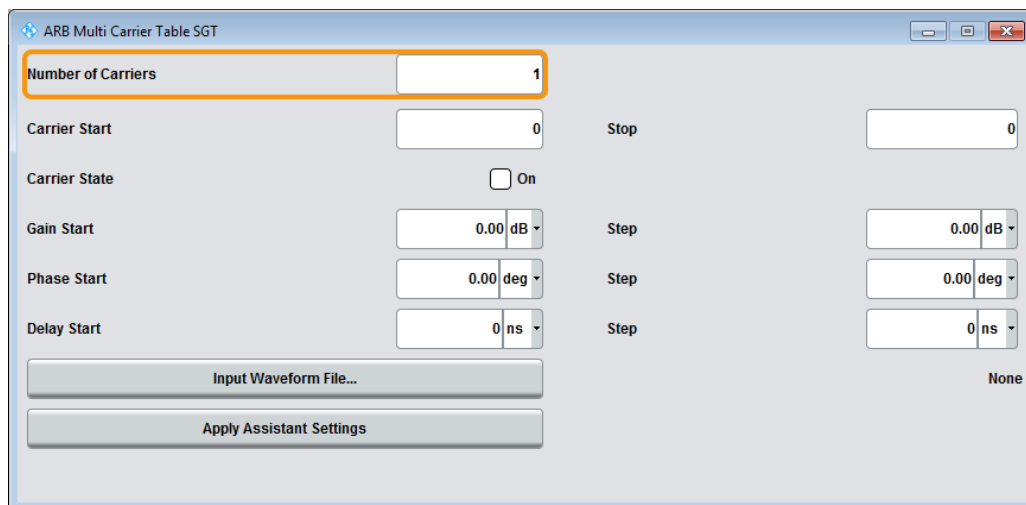 ARB Multi Carrier Table SGT
Number of Carriers 1
Carrier Start 0 Stop 0
Carrier State On
Gain Start 0.00 dB Step 0.00 dB
Phase Start 0.00 deg Step 0.00 deg
Delay Start 0 ns Step 0 ns
Input Waveform File... None
Apply Assistant Settings